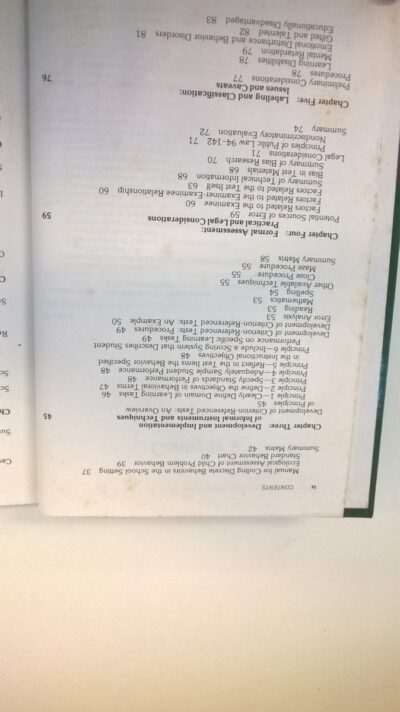 iv CONTENTS
Manual for Coding Discrete Behaviors in the School Setting 37
Ecological Assessment of Child Problem Behavior 39
Standard Behavior Chart 40
Summary Matrix 42
Chapter Three: Development and Implementation
of Informal Instruments and Techniques 45
Development of Criterion-Referenced Tests: An Overview
of Principles 45
Principle 1—Clearly Define Domain of Learning Tasks 46
Principle 2—Define the Objectives in Behavioral Terms 47
Principle 3—Specify Standards of Performance 48
Principle 4—Adequately Sample Student Performance 48
Principle 5—Reflect in the Test Items the Behavior Specified
in the Instructional Objectives 48
Principle 6—Include a Scoring System that Describes Student
Performance on Specific Learning Tasks 49
Development of Criterion-Referenced Tests: Procedures 49
Development of Criterion-Referenced Tests: An Example 50
Error Analysis 53
Reading 53
Mathematics 53
Spelling 54
Other Available Techniques 55
Cloze Procedure 55
Maze Procedure 55
Summary Matrix 58
Chapter Four: Formal Assessment:
Practical and Legal Considerations 59
Potential Sources of Error 59
Factors Related to the Examinee 60
Factors Related to the Examiner-Examinee Relationship 60
Factors Related to the Test Itself 63
Summary of Technical Information 68
Bias in Test Materials 68
Summary of Bias Research 70
Legal Considerations 71
Principles of Public Law 94-142 71
Nondiscriminatory Evaluation 72
Summary 74
Chapter Five: Labeling and Classification:
Issues and Caveats 76
Preliminary Considerations 77
Procedures 78
Learning Disabilities 78
Mental Retardation 79
Emotional Disturbance and Behavior Disorders 81
Gifted and Talented 82
Educationally Disadvantaged 83